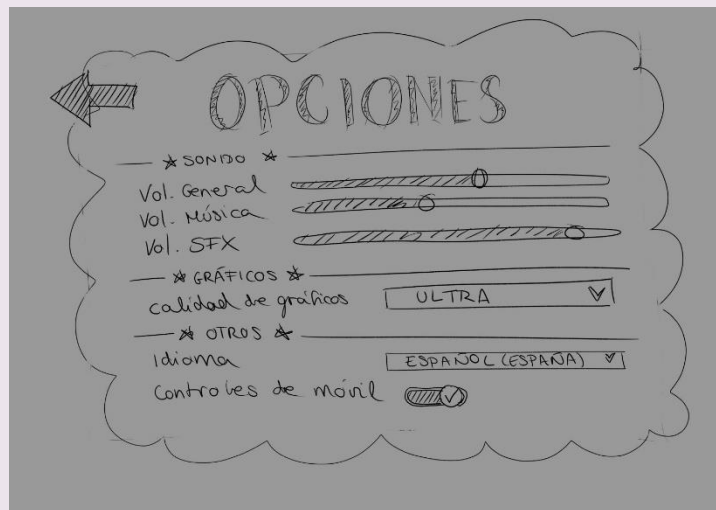 OPCIONES
SONIDO
Vol. General
Vol. Música
Vol. SFX
GRÁFICOS
calidad de gráficos ULTRA
OTROS
Idioma ESPAÑOL (ESPAÑA)
Controles de móvil